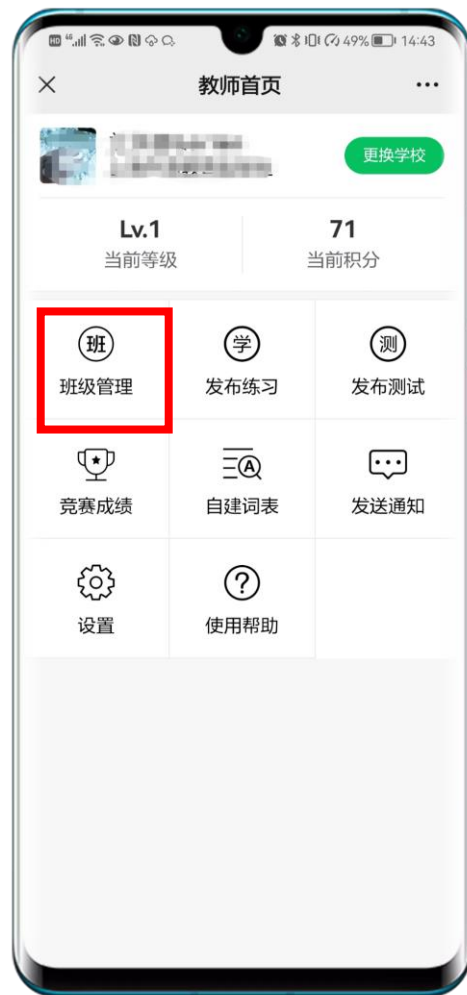 HD 46 49% 14:43
教师首页
更换学校
Lv.1 71
当前等级 当前积分
班 学 测
班级管理 发布练习 发布测试
A
竞赛成绩 自建词表 发送通知
?
设置 使用帮助